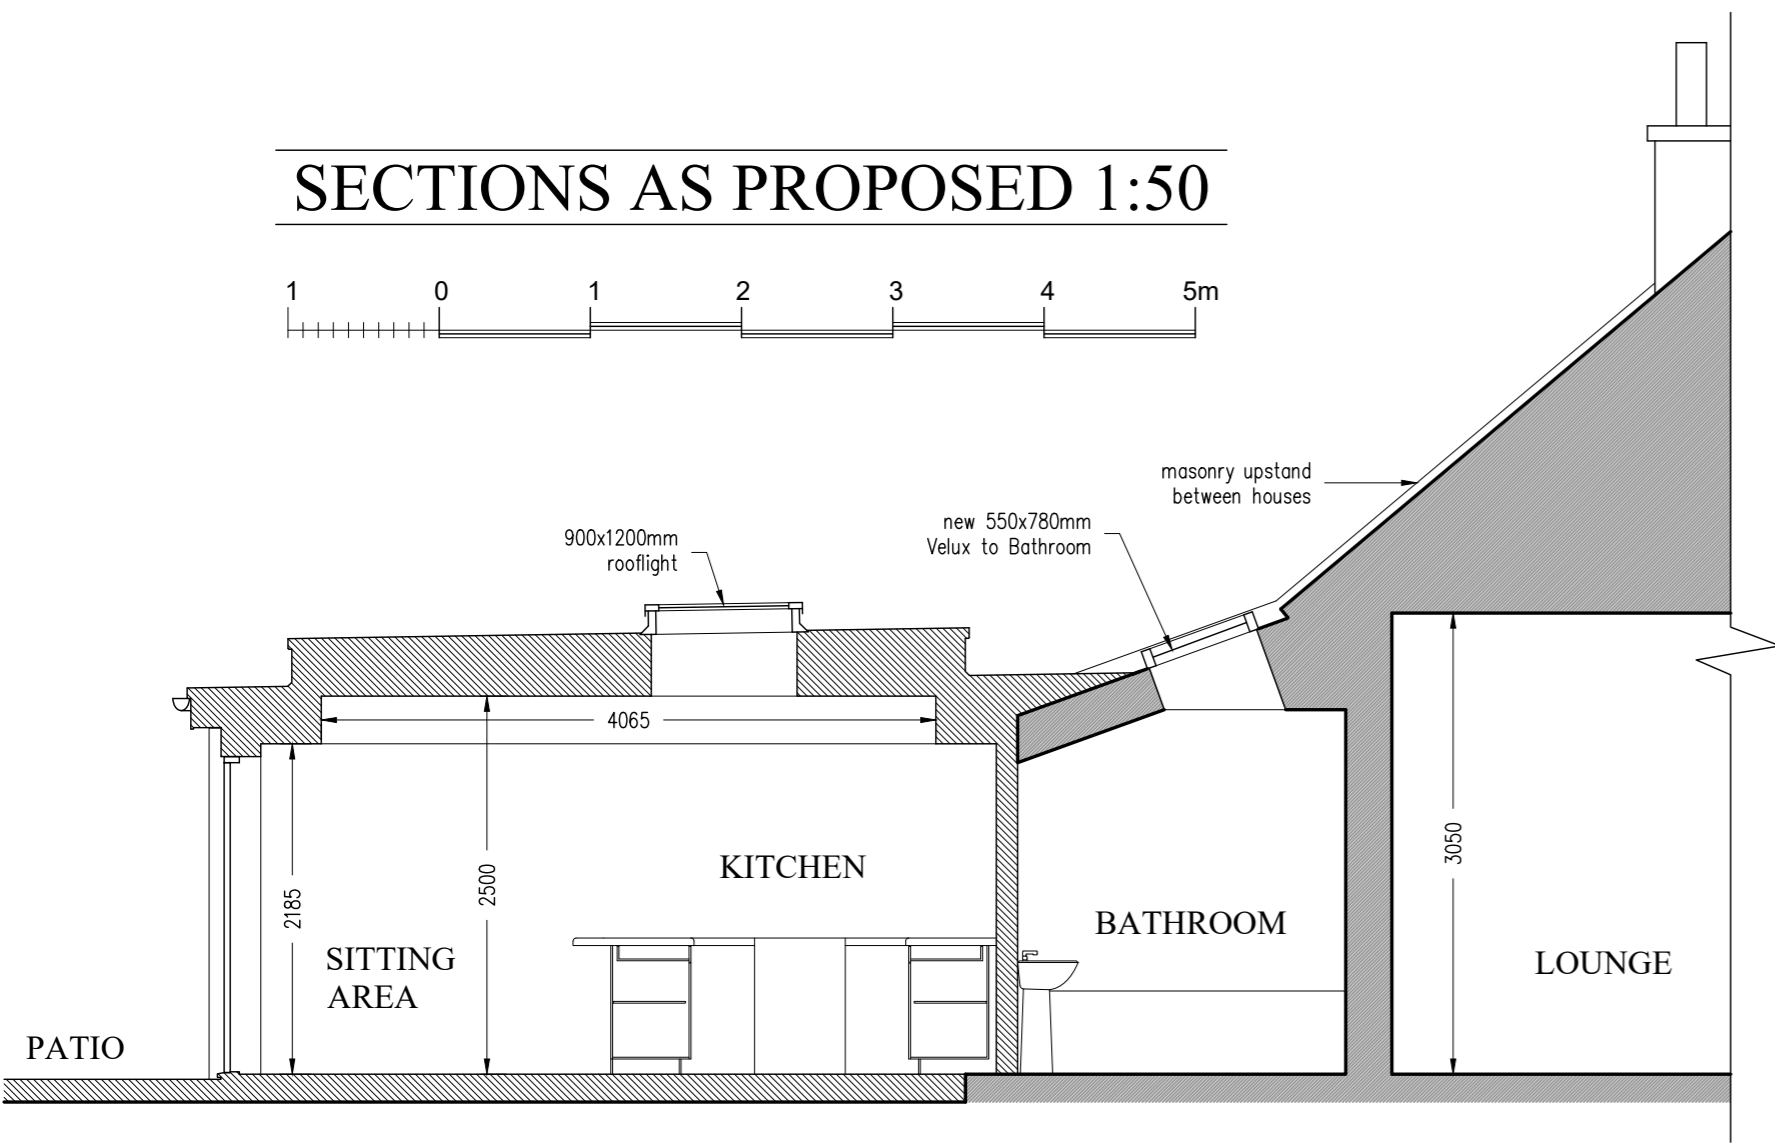 SECTIONS AS PROPOSED 1:50
1 0 1 2 3 4 5m
masonry upstand
between houses
new 550x780mm
Velux to Bathroom
900x1200mm
rooflight
4065
2185
2500
3050
KITCHEN
SITTING
AREA
BATHROOM
LOUNGE
PATIO